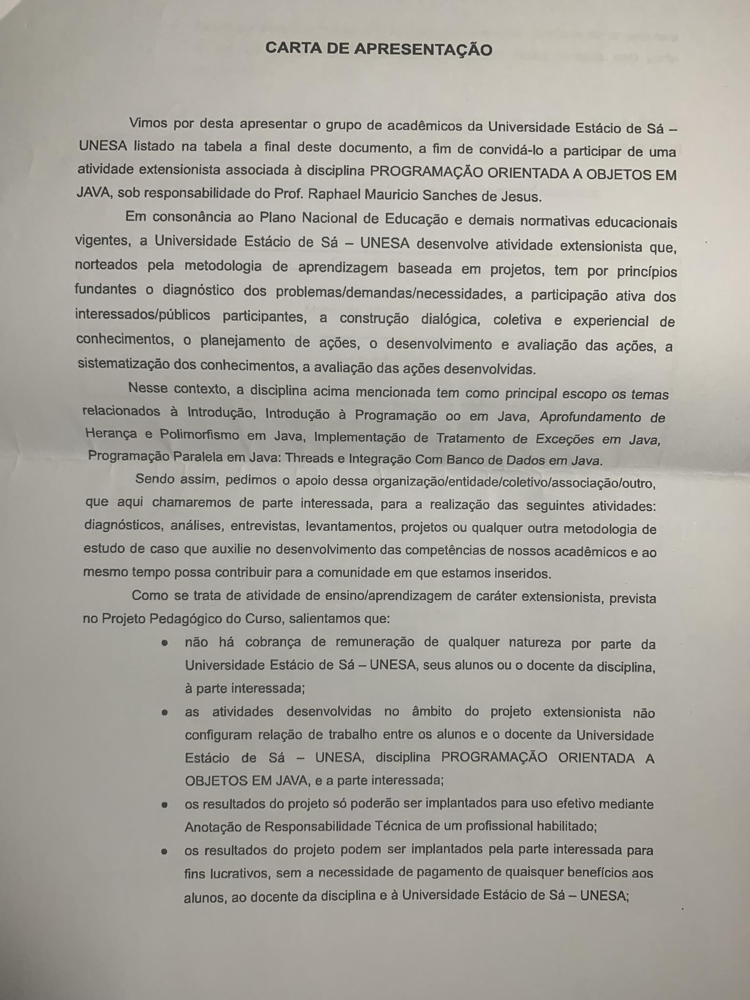 CARTA DE APRESENTAÇÃO
Vimos por desta apresentar o grupo de acadêmicos da Universidade Estácio de Sá –
UNESA listado na tabela a final deste documento, a fim de convidá-lo a participar de uma
atividade extensionista associada à disciplina PROGRAMAÇÃO ORIENTADA A OBJETOS EM
JAVA, sob responsabilidade do Prof. Raphael Mauricio Sanches de Jesus.
Em consonância ao Plano Nacional de Educação e demais normativas educacionais
vigentes, a Universidade Estácio de Sá – UNESA desenvolve atividade extensionista que,
norteados pela metodologia de aprendizagem baseada em projetos, tem por princípios
fundantes o diagnóstico dos problemas/demandas/necessidades, a participação ativa dos
interessados/públicos participantes, a construção dialógica, coletiva e experiencial de
conhecimentos, o planejamento de ações, o desenvolvimento e avaliação das ações, a
sistematização dos conhecimentos, a avaliação das ações desenvolvidas.
Nesse contexto, a disciplina acima mencionada tem como principal escopo os temas
relacionados à Introdução, Introdução à Programação oo em Java, Aprofundamento de
Herança e Polimorfismo em Java, Implementação de Tratamento de Exceções em Java,
Programação Paralela em Java: Threads e Integração Com Banco de Dados em Java.
Sendo assim, pedimos o apoio dessa organização/entidade/coletivo/associação/outro,
que aqui chamaremos de parte interessada, para a realização das seguintes atividades:
diagnósticos, análises, entrevistas, levantamentos, projetos ou qualquer outra metodologia de
estudo de caso que auxilie no desenvolvimento das competências de nossos acadêmicos e ao
mesmo tempo possa contribuir para a comunidade em que estamos inseridos.
Como se trata de atividade de ensino/aprendizagem de caráter extensionista, prevista
no Projeto Pedagógico do Curso, salientamos que:
● não há cobrança de remuneração de qualquer natureza por parte da
Universidade Estácio de Sá – UNESA, seus alunos ou o docente da disciplina,
à parte interessada;
● as atividades desenvolvidas no âmbito do projeto extensionista não
configuram relação de trabalho entre os alunos e o docente da Universidade
Estácio de Sá – UNESA, disciplina PROGRAMAÇÃO ORIENTADA A
OBJETOS EM JAVA, e a parte interessada;
● os resultados do projeto só poderão ser implantados para uso efetivo mediante
Anotação de Responsabilidade Técnica de um profissional habilitado;
● os resultados do projeto podem ser implantados pela parte interessada para
fins lucrativos, sem a necessidade de pagamento de quaisquer benefícios aos
alunos, ao docente da disciplina e à Universidade Estácio de Sá – UNESA;